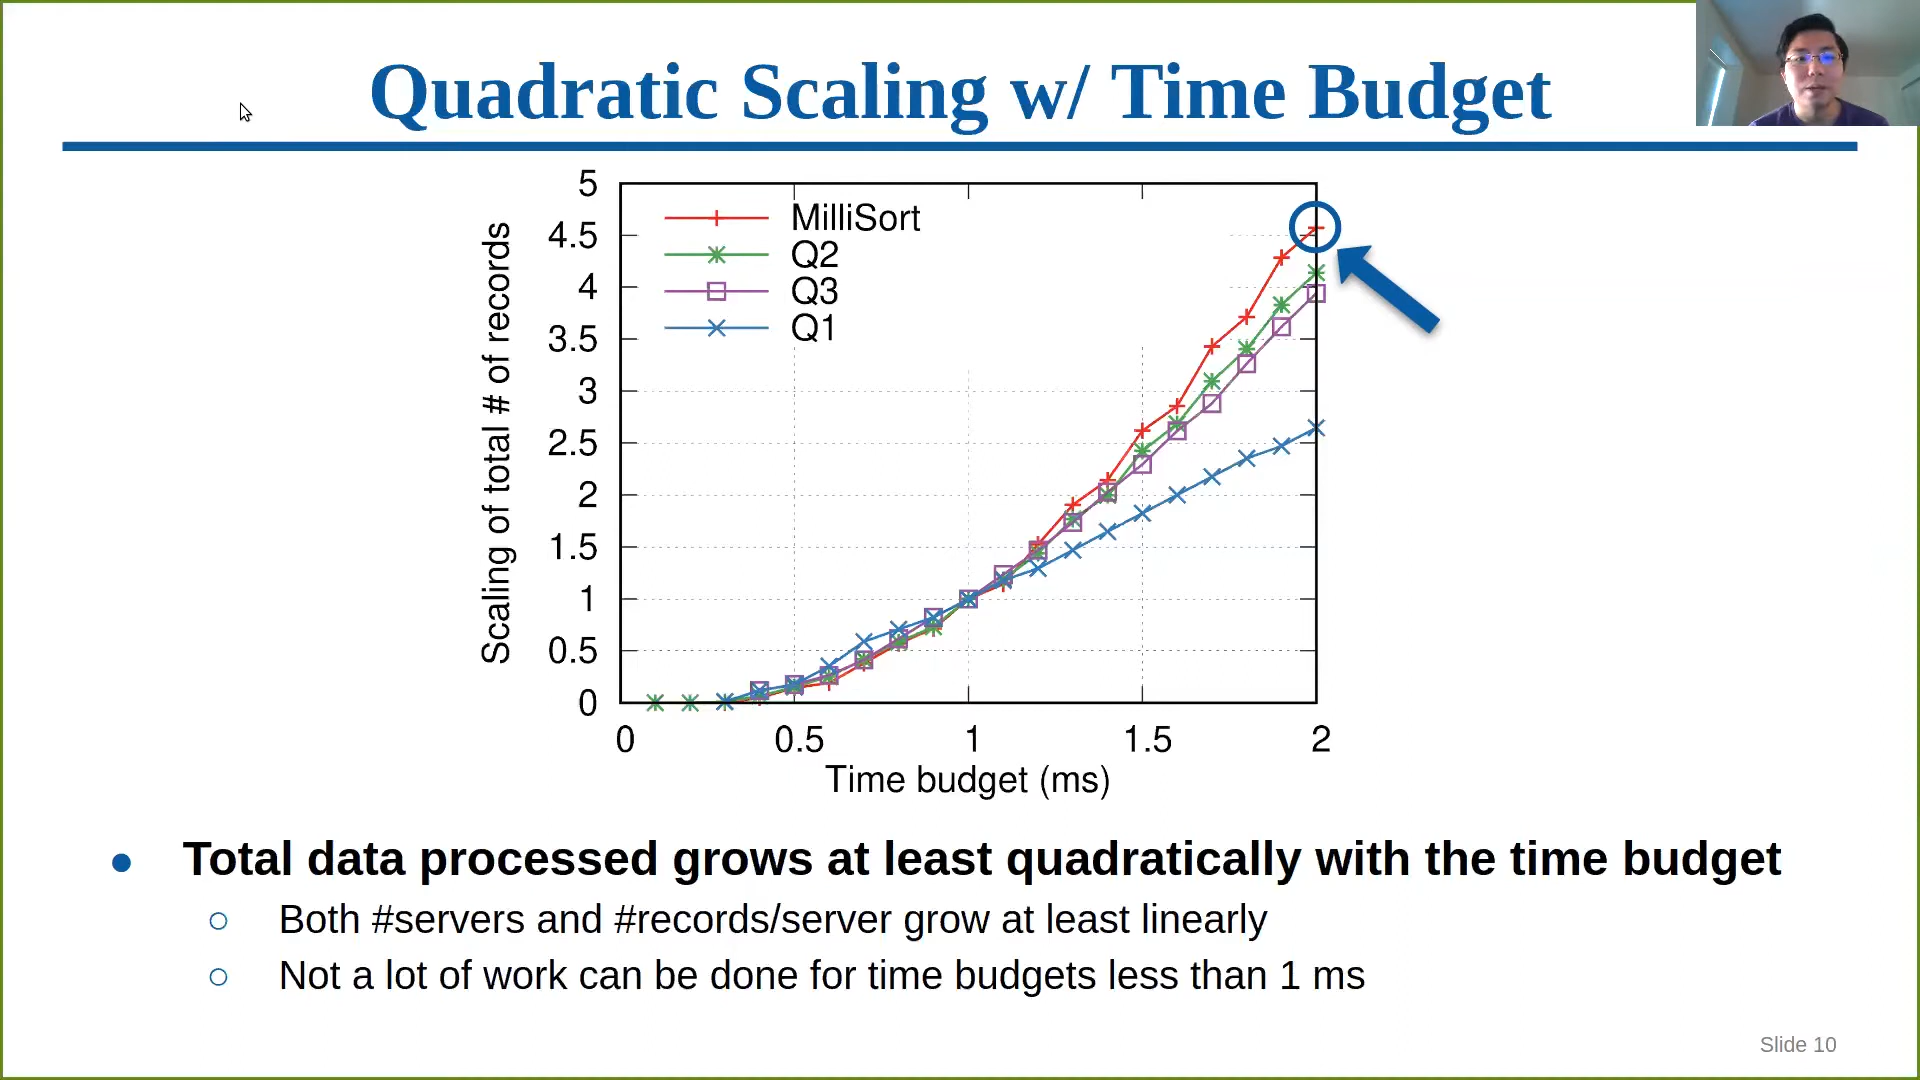 Quadratic Scaling w/ Time Budget
5
4.5
4
3.5
3
2.5
2
1.5
1
0.5
0
Scaling of total # of records
MilliSort
Q2
Q3
Q1
0 0.5 1 1.5 2
Time budget (ms)
● Total data processed grows at least quadratically with the time budget
○ Both #servers and #records/server grow at least linearly
○ Not a lot of work can be done for time budgets less than 1 ms
Slide 10